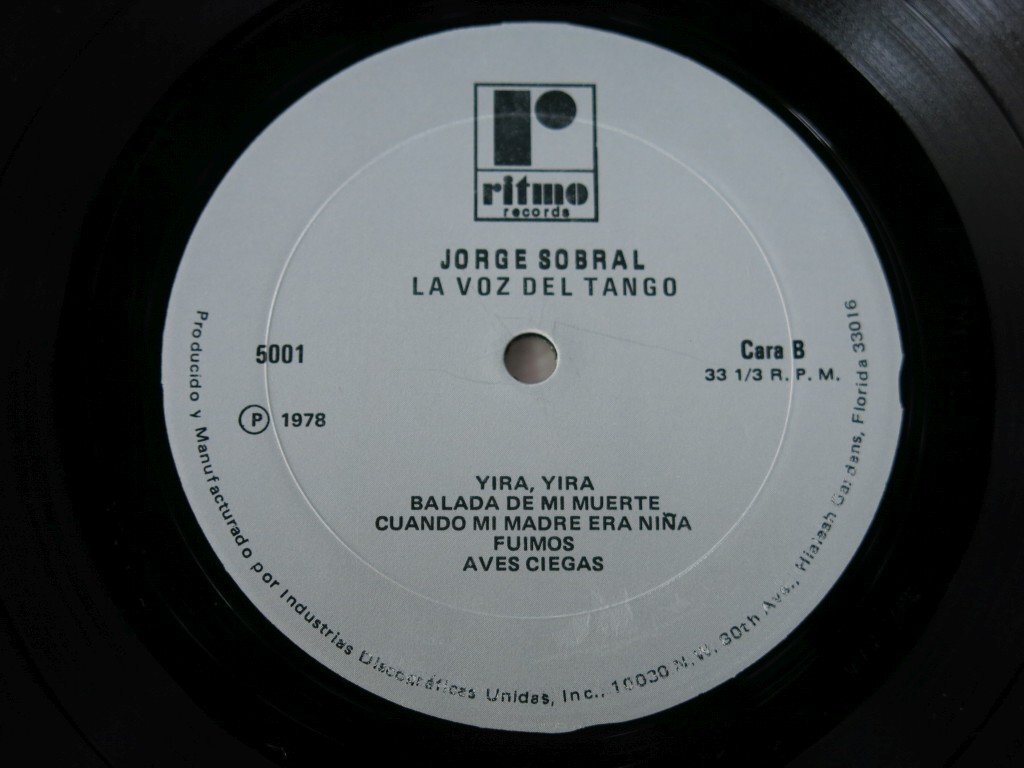 ritmo
records
JORGE SOBRAL
LA VOZ DEL TANGO
5001
Cara B
33 1/3 R. P. M.
Ⓟ 1978
YIRA, YIRA
BALADA DE MI MUERTE
CUANDO MI MADRE ERA NIÑA
FUIMOS
AVES CIEGAS
Producido y Manufacturado por Industrias Discográficas Unidas, Inc., 10030 N.W. 80th Ave., Hialeah Gardens, Florida 33016